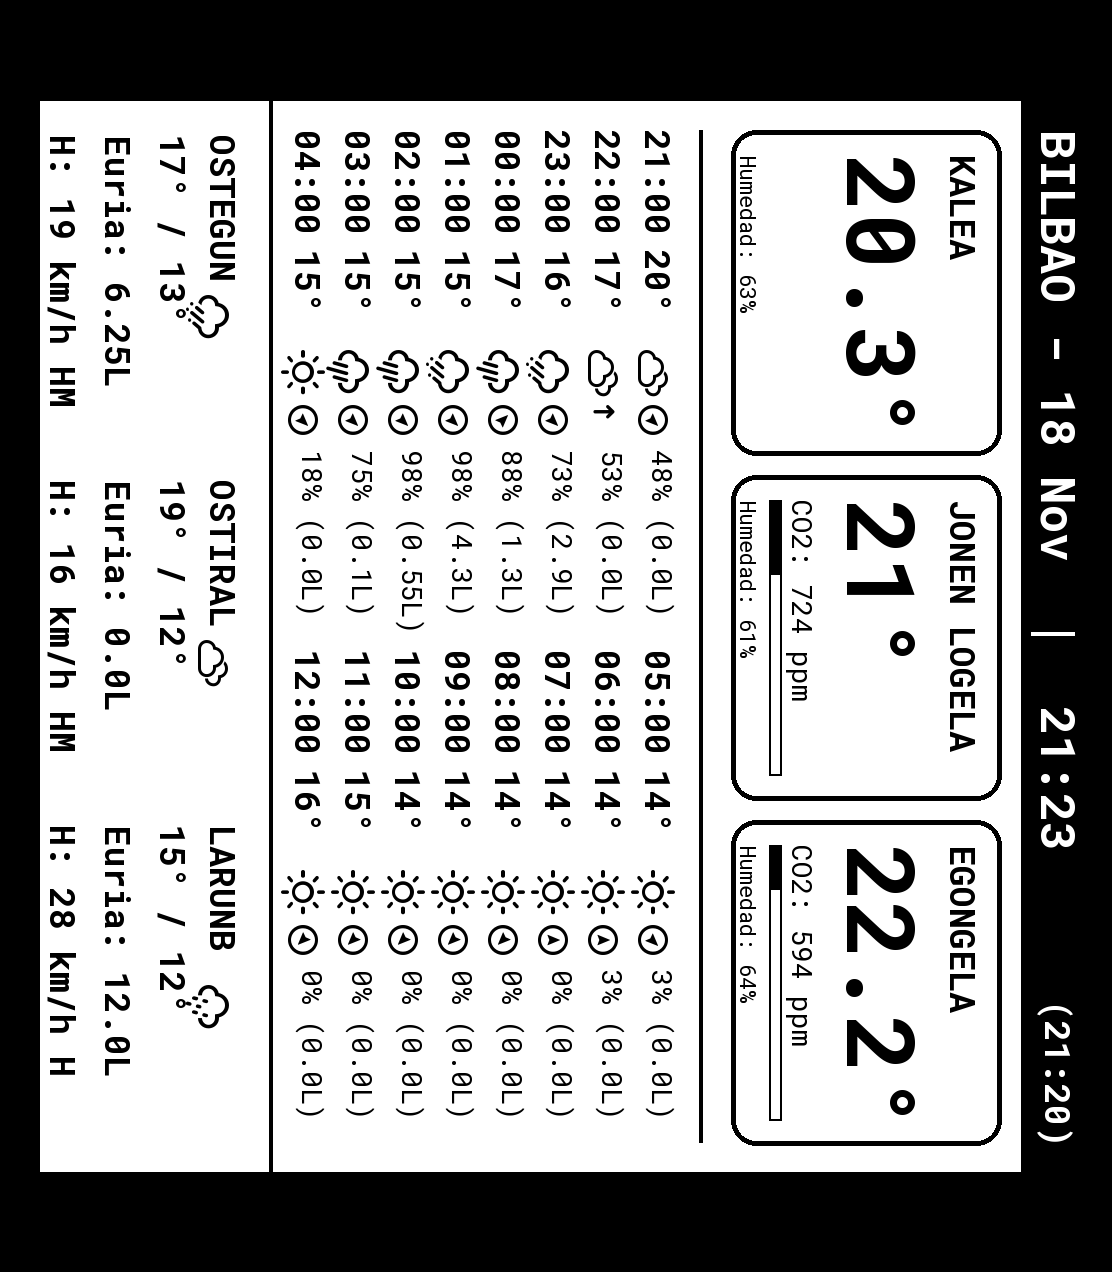 BILBAO - 18 Nov | 21:23 (21:20)
KALEA
20.3°
Humedad: 63%
JONEN LOGELA
21°
CO2: 724 ppm
Humedad: 61%
EGONGELA
22.2°
CO2: 594 ppm
Humedad: 64%
21:00 20° 48% (0.0L)
22:00 17° 53% (0.0L)
23:00 16° 73% (2.9L)
00:00 17° 88% (1.3L)
01:00 15° 98% (4.3L)
02:00 15° 98% (0.55L)
03:00 15° 75% (0.1L)
04:00 15° 18% (0.0L)
05:00 14° 3% (0.0L)
06:00 14° 3% (0.0L)
07:00 14° 0% (0.0L)
08:00 14° 0% (0.0L)
09:00 14° 0% (0.0L)
10:00 14° 0% (0.0L)
11:00 15° 0% (0.0L)
12:00 16° 0% (0.0L)
OSTEGUN
17° / 13°
Euria: 6.25L
H: 19 km/h HM
OSTIRAL
19° / 12°
Euria: 0.0L
H: 16 km/h HM
LARUNB
15° / 12°
Euria: 12.0L
H: 28 km/h H